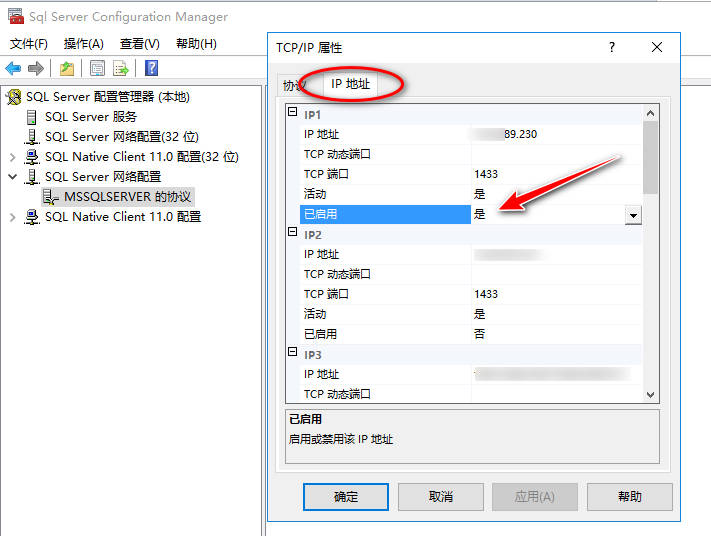 Sql Server Configuration Manager
文件(F) 操作(A) 查看(V) 帮助(H)
SQL Server 配置管理器 (本地)
SQL Server 服务
SQL Server 网络配置(32 位)
SQL Native Client 11.0 配置(32 位)
SQL Server 网络配置
MSSQLSERVER 的协议
SQL Native Client 11.0 配置
TCP/IP 属性
协议 IP 地址
IP1
IP 地址 89.230
TCP 动态端口
TCP 端口 1433
活动 是
已启用 是
IP2
IP 地址
TCP 动态端口
TCP 端口 1433
活动 是
已启用 否
IP3
IP 地址
TCP 动态端口
已启用
启用或禁用该 IP 地址
确定 取消 应用(A) 帮助